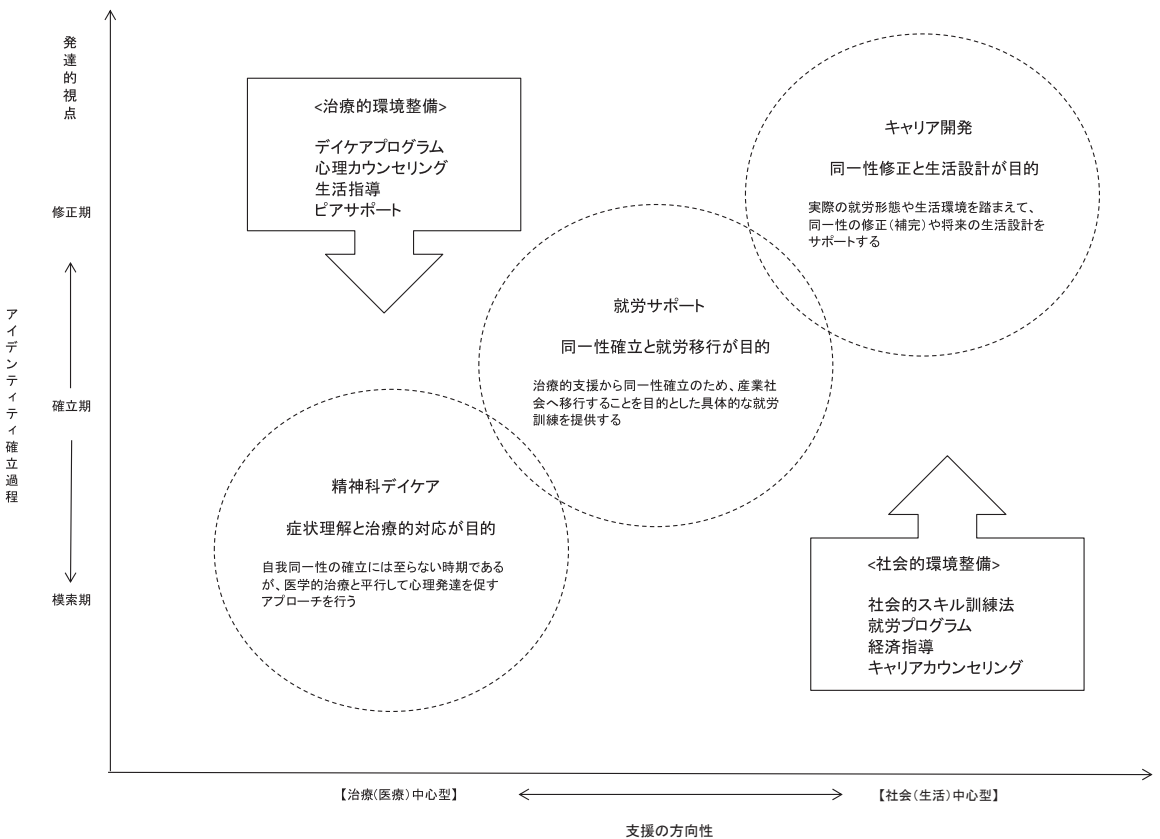 発達的視点
<治療的環境整備>
デイケアプログラム
心理カウンセリング
生活指導
ピアサポート
キャリア開発
同一性修正と生活設計が目的
実際の就労形態や生活環境を踏まえて、
同一性の修正(補完)や将来の生活設計を
サポートする
修正期
就労サポート
同一性確立と就労移行が目的
治療的支援から同一性確立のため、産業社
会へ移行することを目的とした具体的な就労
訓練を提供する
アイデンティティ確立過程
確立期
精神科デイケア
症状理解と治療的対応が目的
自我同一性の確立には至らない時期である
が、医学的治療と平行して心理発達を促す
アプローチを行う
模索期
<社会的環境整備>
社会的スキル訓練法
就労プログラム
経済指導
キャリアカウンセリング
【治療(医療)中心型】
【社会(生活)中心型】
支援の方向性